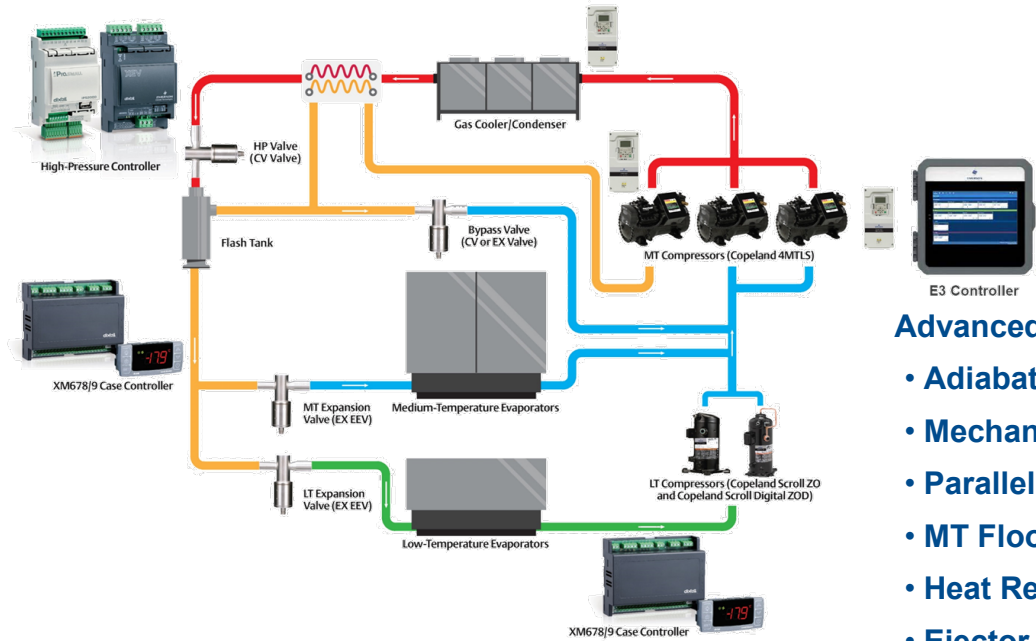 Gas Cooler/Condenser
High-Pressure Controller
HP Valve
(CV Valve)
Flash Tank
Bypass Valve
(CV or EX Valve)
MT Compressors (Copeland 4MTLS)
E3 Controller
XM678/9 Case Controller
-179°
MT Expansion
Valve (EX EEV)
Medium-Temperature Evaporators
LT Expansion
Valve (EX EEV)
LT Compressors (Copeland Scroll ZO
and Copeland Scroll Digital ZOD)
Low-Temperature Evaporators
XM678/9 Case Controller
-179°
Advanced
• Adiabat
• Mechan
• Parallel
• MT Floo
• Heat Re
• Ejector